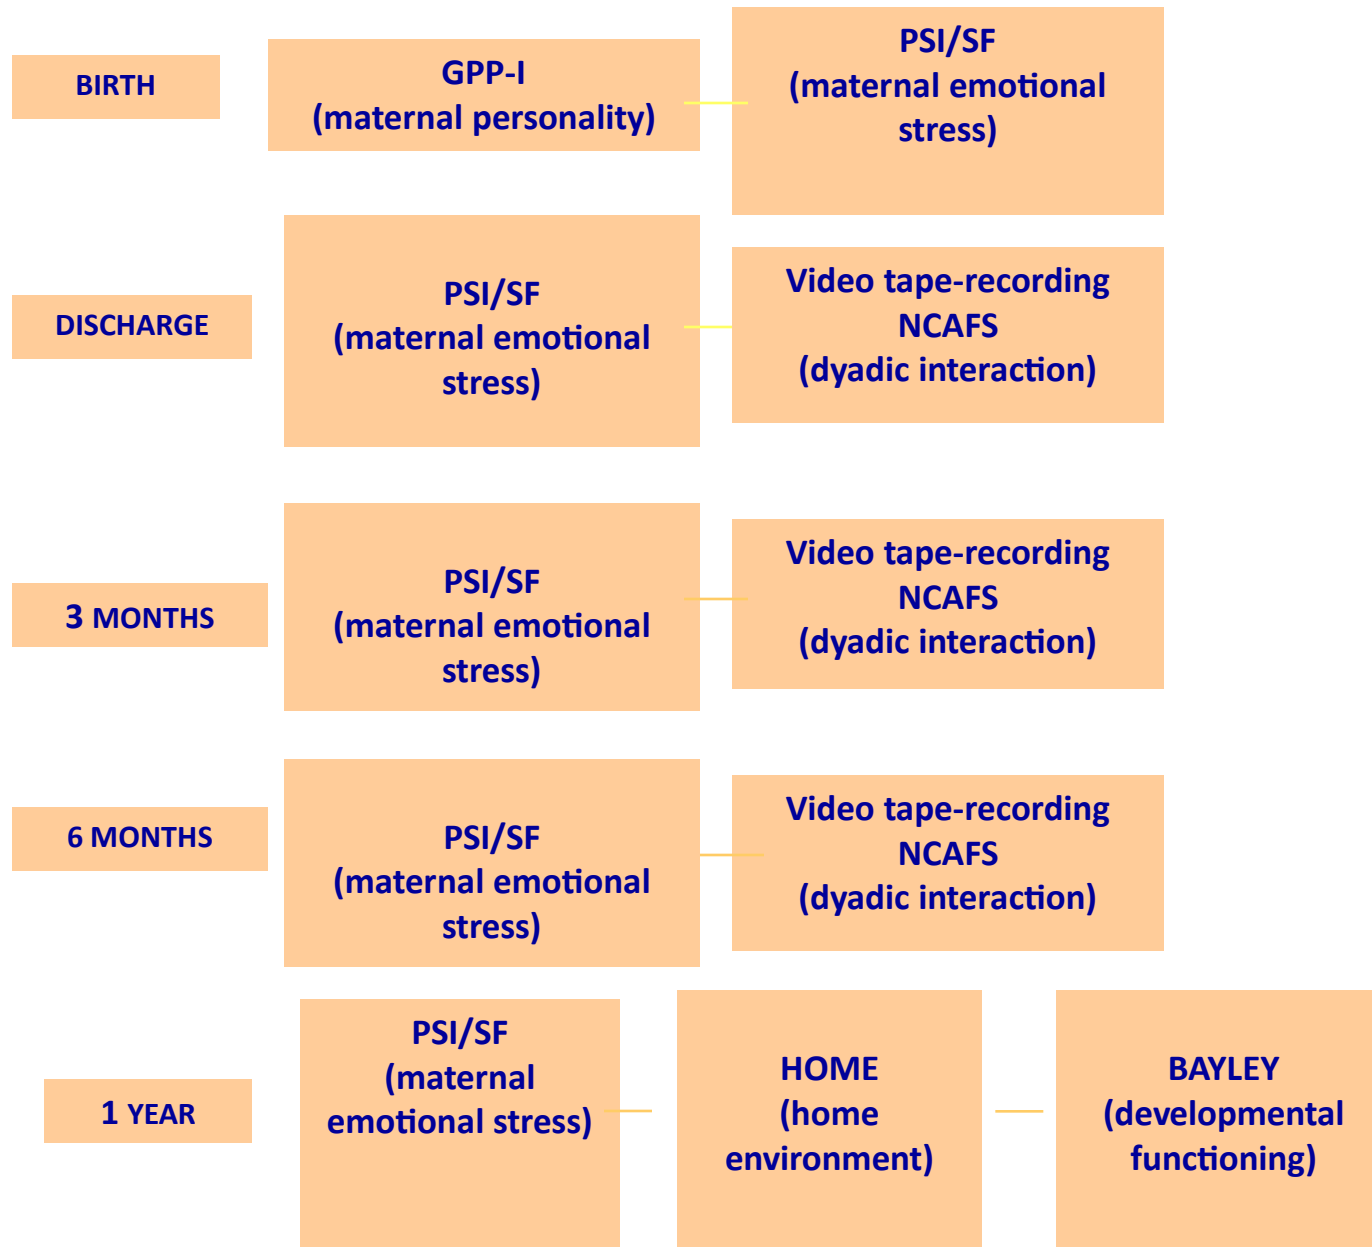 BIRTH
GPP-I
(maternal personality)
PSI/SF
(maternal emotional
stress)
DISCHARGE
PSI/SF
(maternal emotional
stress)
Video tape-recording
NCAFS
(dyadic interaction)
3 MONTHS
PSI/SF
(maternal emotional
stress)
Video tape-recording
NCAFS
(dyadic interaction)
6 MONTHS
PSI/SF
(maternal emotional
stress)
Video tape-recording
NCAFS
(dyadic interaction)
1 YEAR
PSI/SF
(maternal
emotional stress)
HOME
(home
environment)
BAYLEY
(developmental
functioning)